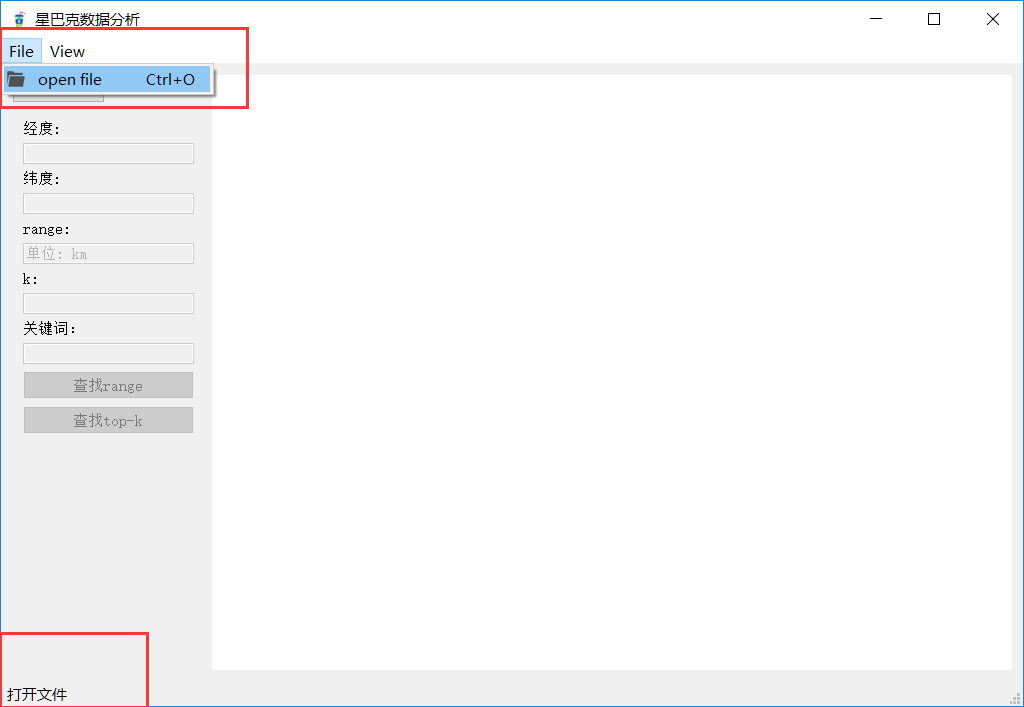 星巴克数据分析
File View
open file Ctrl+O
经度:
纬度:
range:
单位: km
k:
关键词:
查找range
查找top-k
打开文件